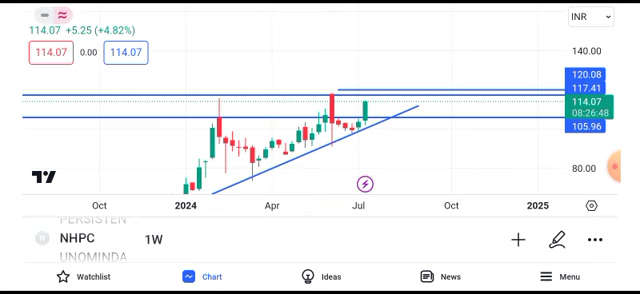 INR
114.07 +5.25 (+4.82%)
114.07 0.00 114.07
140.00
120.08
117.41
114.07
08:26:48
105.96
80.00
Oct 2024 Apr Jul Oct 2025
PERSISTEN
N NHPC 1W
UNOMINDA
Watchlist Chart Ideas News Menu